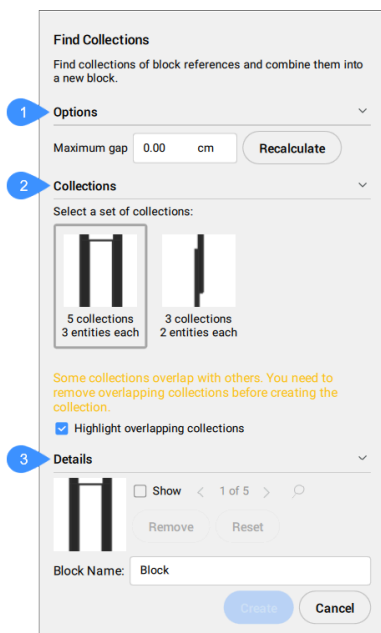 Find Collections
Find collections of block references and combine them into
a new block.
1 Options
Maximum gap 0.00 cm Recalculate
2 Collections
Select a set of collections:
5 collections 3 collections
3 entities each 2 entities each
Some collections overlap with others. You need to
remove overlapping collections before creating the
collection.
Highlight overlapping collections
3 Details
Show < 1 of 5 >
Remove Reset
Block Name: Block
Create Cancel